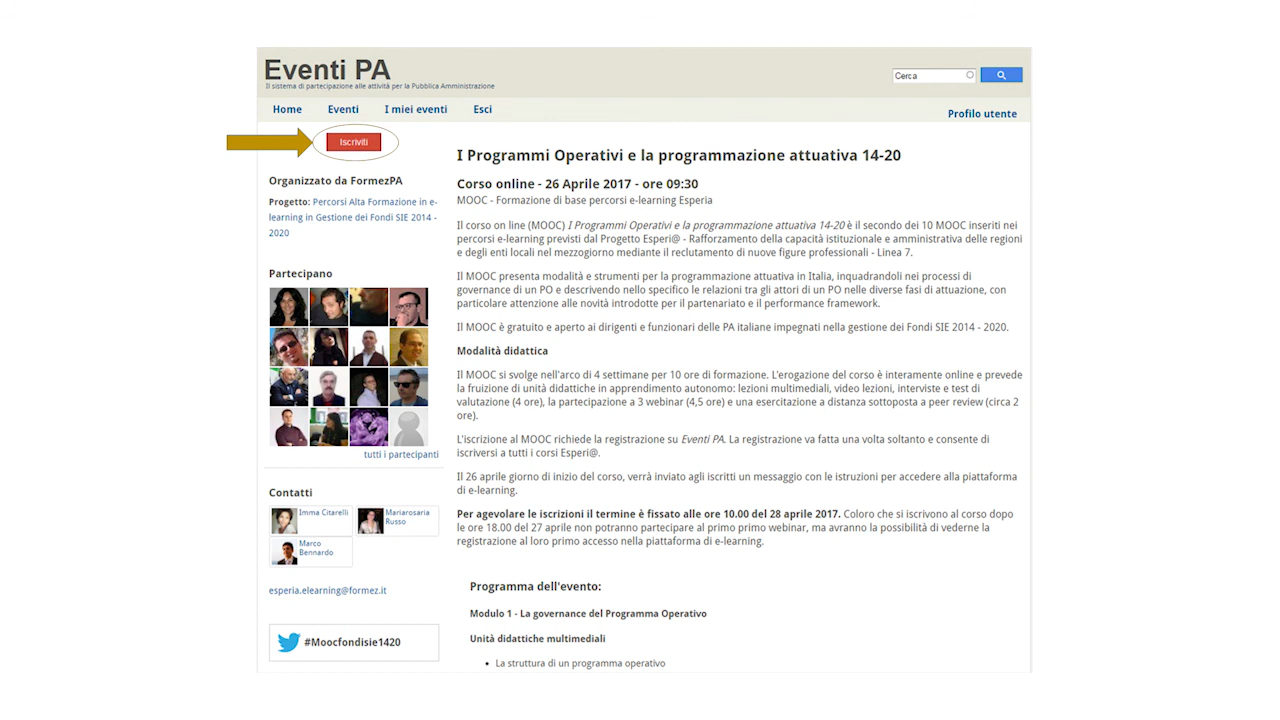 Eventi PA
Il sistema di partecipazione alle attività per la Pubblica Amministrazione
Cerca
Home Eventi I miei eventi Esci
Profilo utente
Iscriviti
Organizzato da FormezPA
Progetto: Percorsi Alta Formazione in e-
learning in Gestione dei Fondi SIE 2014 -
2020
Partecipano
tutti i partecipanti
Contatti
Imma Citarelli
Mariarosaria
Russo
Marco
Bennardo
esperia.elearning@formez.it
#Moocfondisie1420
I Programmi Operativi e la programmazione attuativa 14-20
Corso online - 26 Aprile 2017 - ore 09:30
MOOC - Formazione di base percorsi e-learning Esperia
Il corso on line (MOOC) I Programmi Operativi e la programmazione attuativa 14-20 è il secondo dei 10 MOOC inseriti nei
percorsi e-learning previsti dal Progetto Esperi@ - Rafforzamento della capacità istituzionale e amministrativa delle regioni
e degli enti locali nel mezzogiorno mediante il reclutamento di nuove figure professionali - Linea 7.
Il MOOC presenta modalità e strumenti per la programmazione attuativa in Italia, inquadrandoli nei processi di
governance di un PO e descrivendo nello specifico le relazioni tra gli attori di un PO nelle diverse fasi di attuazione, con
particolare attenzione alle novità introdotte per il partenariato e il performance framework.
Il MOOC è gratuito e aperto ai dirigenti e funzionari delle PA italiane impegnati nella gestione dei Fondi SIE 2014 - 2020.
Modalità didattica
Il MOOC si svolge nell'arco di 4 settimane per 10 ore di formazione. L'erogazione del corso è interamente online e prevede
la fruizione di unità didattiche in apprendimento autonomo: lezioni multimediali, video lezioni, interviste e test di
valutazione (4 ore), la partecipazione a 3 webinar (4,5 ore) e una esercitazione a distanza sottoposta a peer review (circa 2
ore).
L'iscrizione al MOOC richiede la registrazione su Eventi PA. La registrazione va fatta una volta soltanto e consente di
iscriversi a tutti i corsi Esperi@.
Il 26 aprile giorno di inizio del corso, verrà inviato agli iscritti un messaggio con le istruzioni per accedere alla piattaforma
di e-learning.
Per agevolare le iscrizioni il termine è fissato alle ore 10.00 del 28 aprile 2017. Coloro che si iscrivono al corso dopo
le ore 18.00 del 27 aprile non potranno partecipare al primo primo webinar, ma avranno la possibilità di vederne la
registrazione al loro primo accesso nella piattaforma di e-learning.
Programma dell'evento:
Modulo 1 - La governance del Programma Operativo
Unità didattiche multimediali
• La struttura di un programma operativo